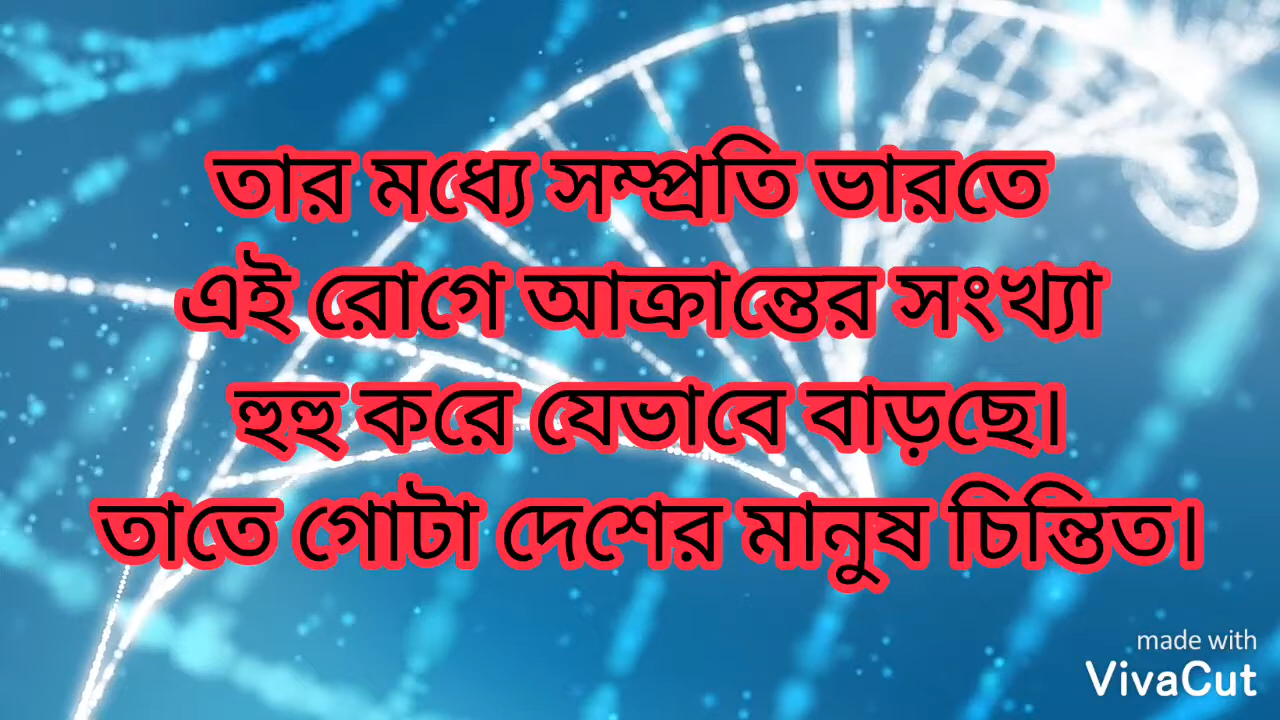 তার মধ্যে সম্প্রতি ভারতে
এই রোগে আক্রান্তের সংখ্যা
হুহু করে যেভাবে বাড়ছে।
তাতে গোটা দেশের মানুষ চিন্তিত।
made with
VivaCut